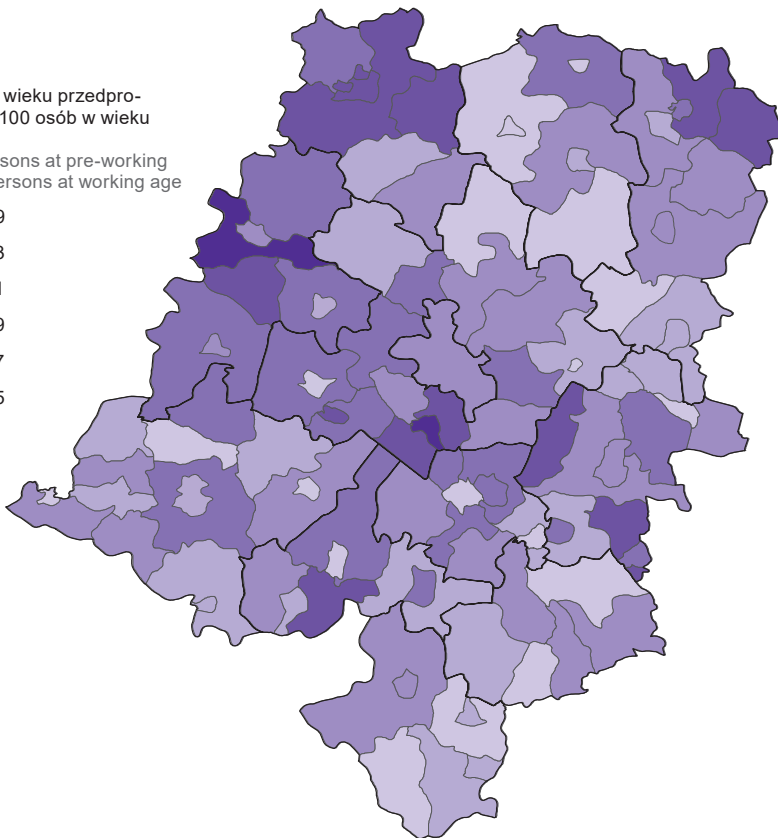 wieku przedpro-
100 osób w wieku
sons at pre-working
ersons at working age
9
3
1
9
7
5